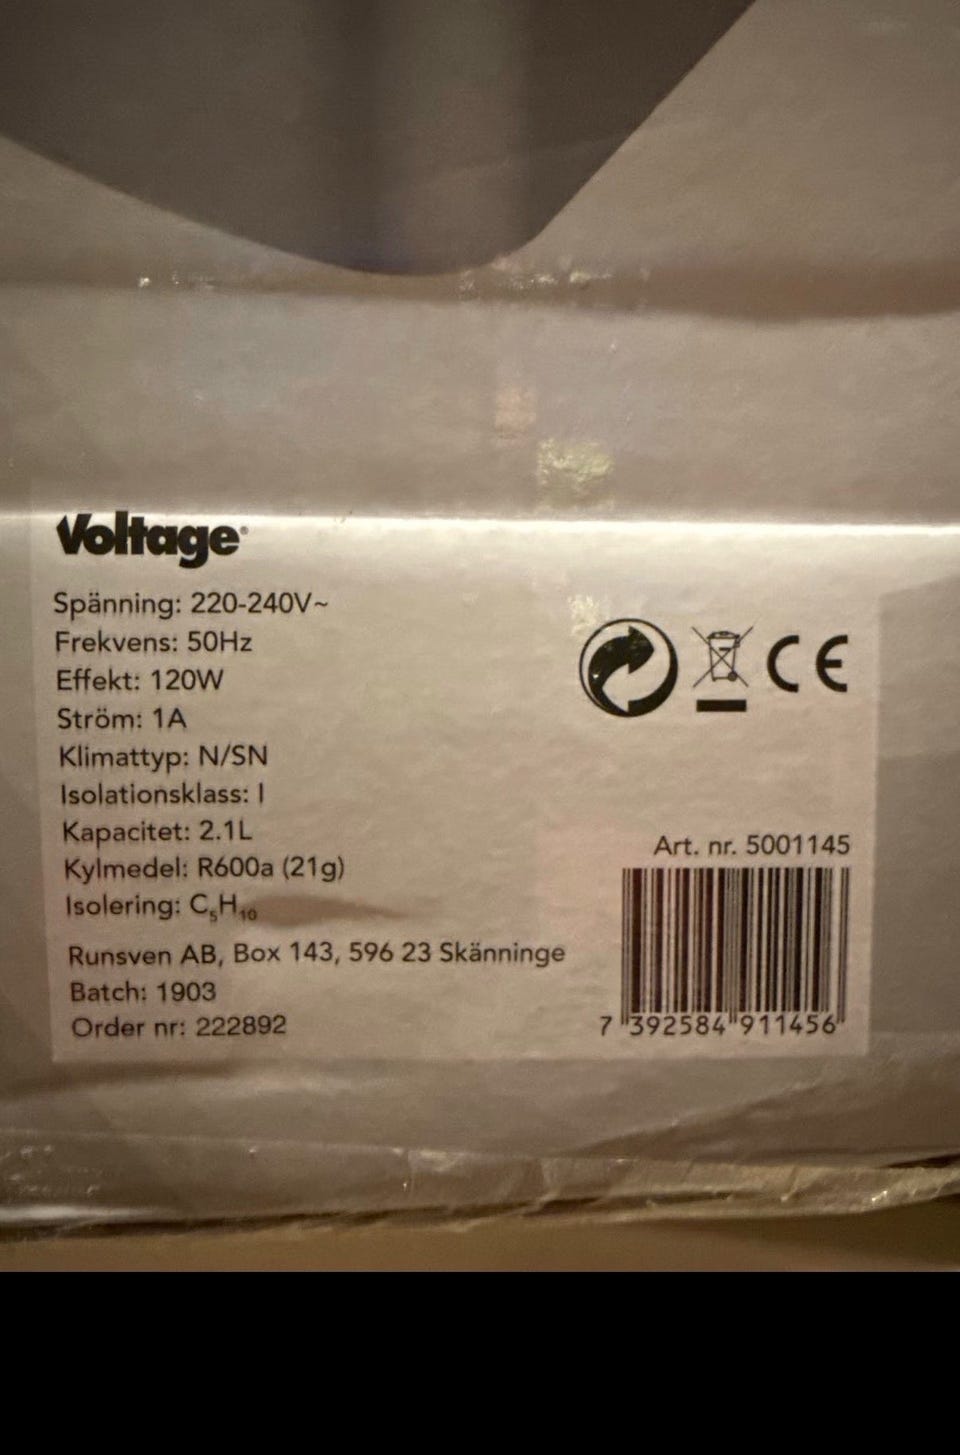 Voltage®
Spänning: 220-240V~
Frekvens: 50Hz
Effekt: 120W
Ström: 1A
Klimattyp: N/SN
Isolationsklass: I
Kapacitet: 2.1L
Kylmedel: R600a (21g)
Isolering: C₅H₁₀
Runsven AB, Box 143, 596 23 Skänninge
Batch: 1903
Order nr: 222892
CE
Art. nr. 5001145
7 392584 911456